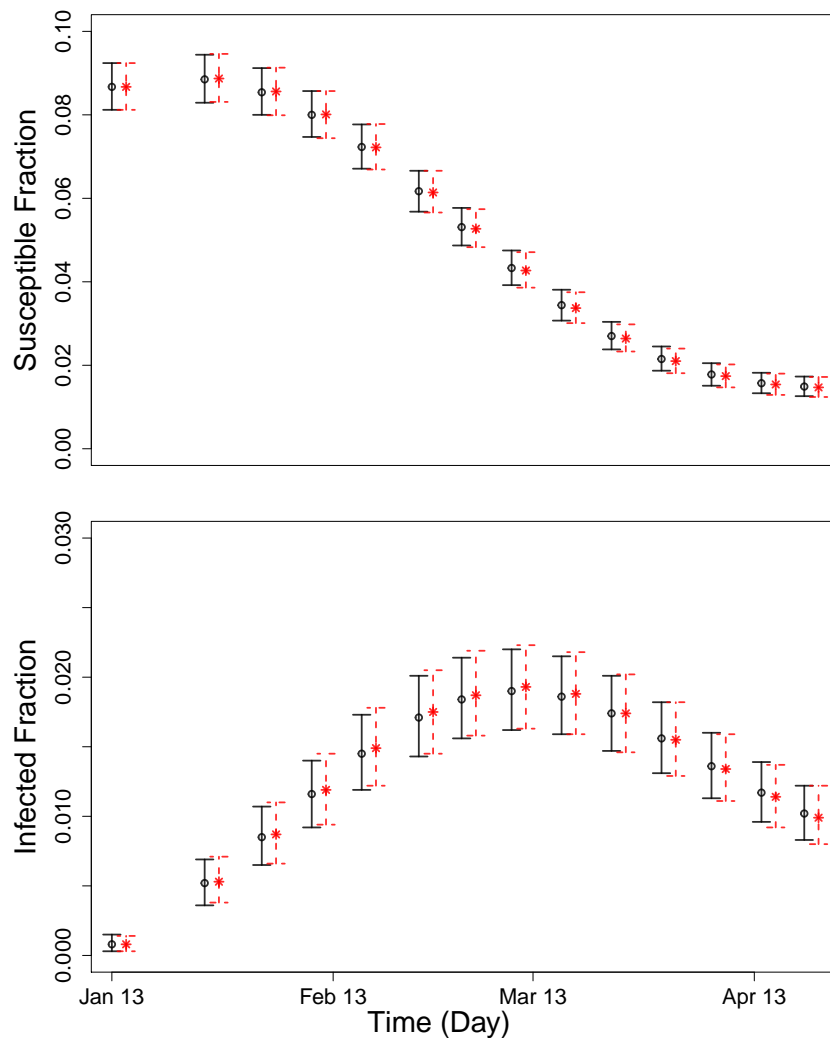 Susceptible Fraction
0.10
0.08
0.06
0.04
0.02
0.00
Infected Fraction
0.030
0.020
0.010
0.000
Jan 13 Feb 13 Mar 13 Apr 13
Time (Day)